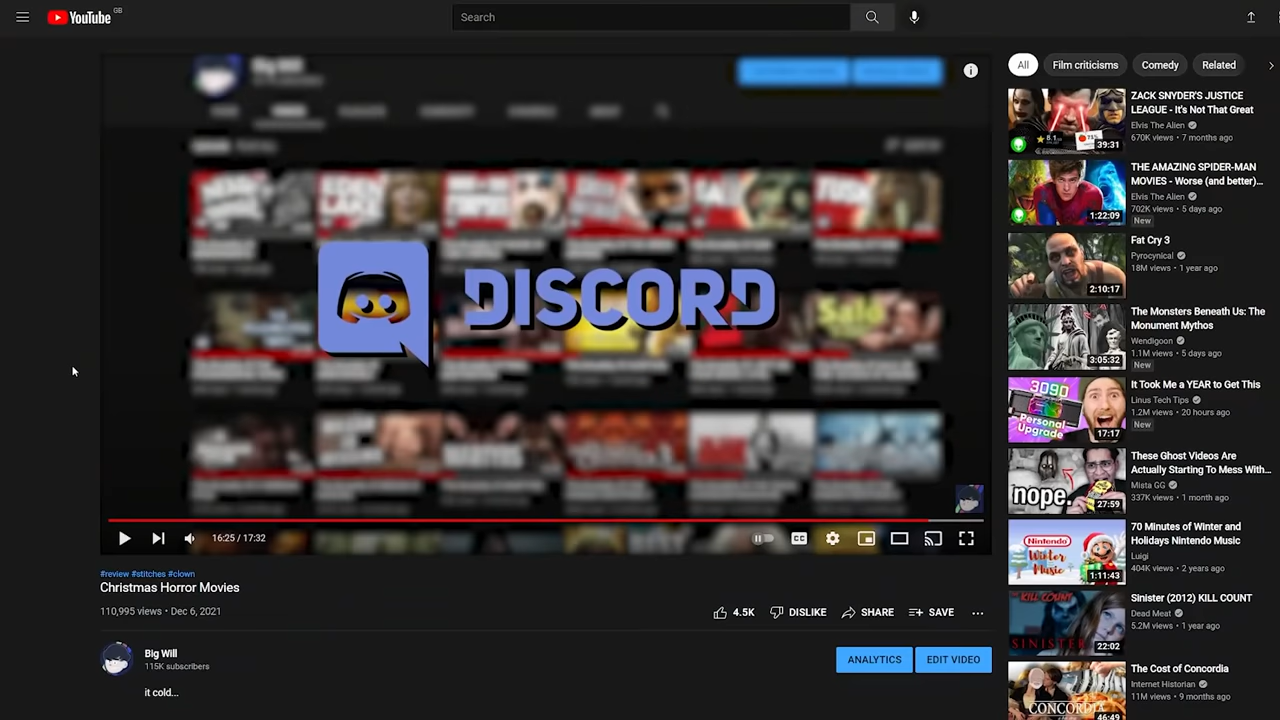 YouTube GB
Search
Big Will
DISCORD
16:25 / 17:32
CC
#review #stitches #clown
Christmas Horror Movies
110,995 views • Dec 6, 2021
4.5K DISLIKE SHARE SAVE
Big Will
115K subscribers
ANALYTICS EDIT VIDEO
it cold...
All Film criticisms Comedy Related
39:31
ZACK SNYDER'S JUSTICE
LEAGUE - It's Not That Great
Elvis The Alien
670K views • 7 months ago
1:22:09
THE AMAZING SPIDER-MAN
MOVIES - Worse (and better)...
Elvis The Alien
702K views • 5 days ago
New
2:10:17
Fat Cry 3
Pyrocynical
18M views • 1 year ago
3:05:32
The Monsters Beneath Us: The
Monument Mythos
Wendigoon
1.1M views • 5 days ago
New
3090
Personal
Upgrade
17:17
It Took Me a YEAR to Get This
Linus Tech Tips
1.2M views • 20 hours ago
New
nope.
27:59
These Ghost Videos Are
Actually Starting To Mess With...
Mista GG
337K views • 1 month ago
Nintendo
Winter
Music
1:11:43
70 Minutes of Winter and
Holidays Nintendo Music
Luigi
404K views • 2 years ago
THE KILL COUNT
SINISTER
22:02
Sinister (2012) KILL COUNT
Dead Meat
5.2M views • 1 year ago
CONCORDIA
46:49
The Cost of Concordia
Internet Historian
11M views • 9 months ago